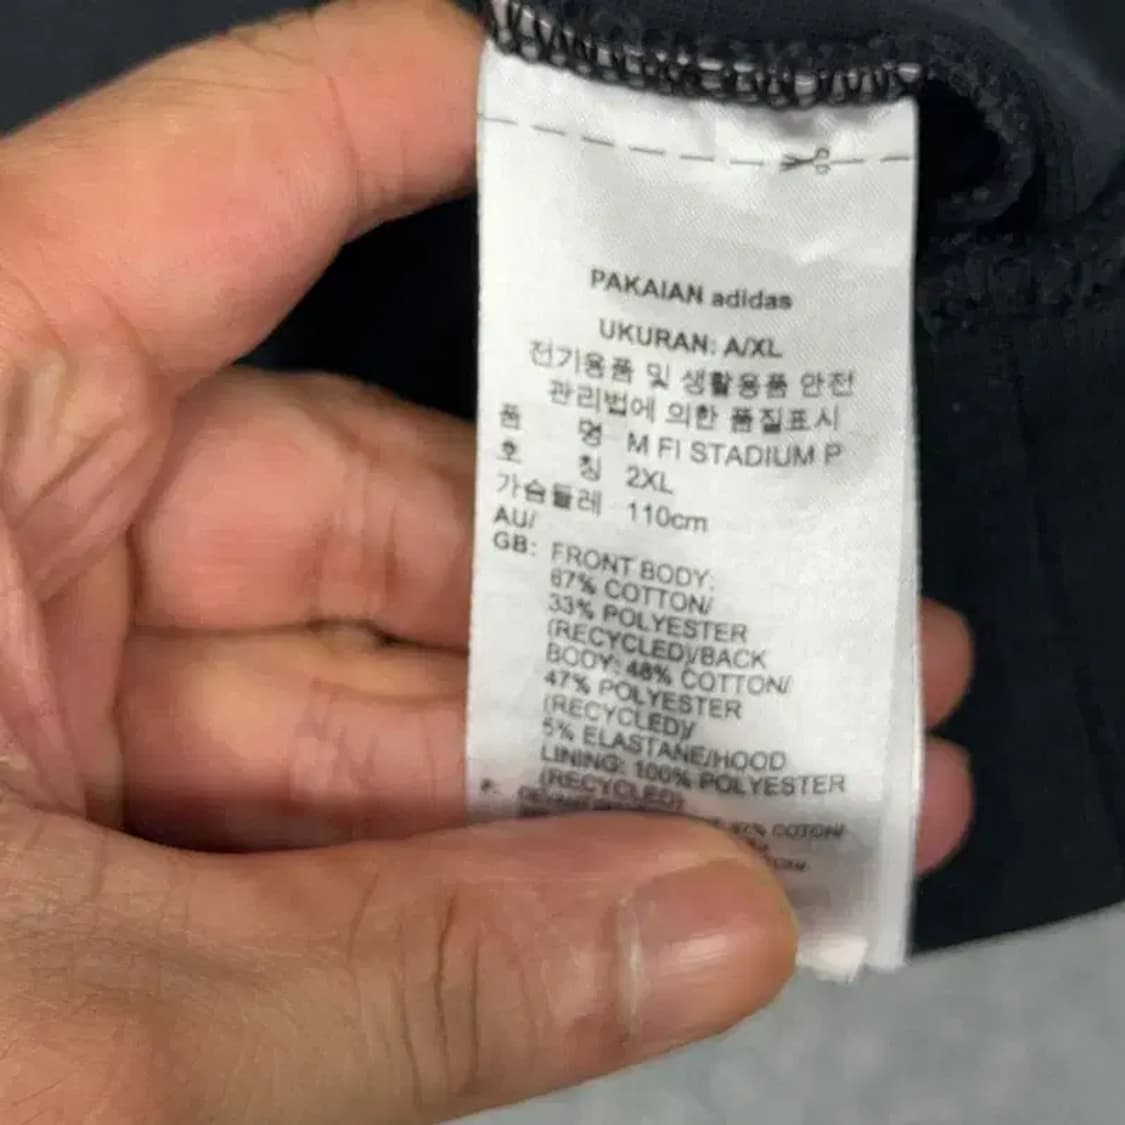 PAKAIAN adidas
UKURAN: A/XL
전기용품 및 생활용품 안전
관리법에 의한 품질표시
품 명 M FI STADIUM P
호 칭 2XL
가슴둘레 110cm
AU/
GB: FRONT BODY:
67% COTTON/
33% POLYESTER
(RECYCLED)/BACK
BODY: 48% COTTON/
47% POLYESTER
(RECYCLED)/
5% ELASTANE/HOOD
LINING: 100% POLYESTER
(RECYCLED)
F:
67% COTON/